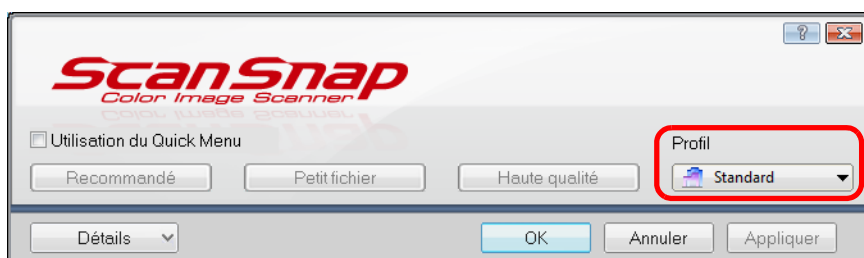 ScanSnap
Color Image Scanner
Utilisation du Quick Menu
Profil
Recommandé
Petit fichier
Haute qualité
Standard
Détails
OK
Annuler
Appliquer